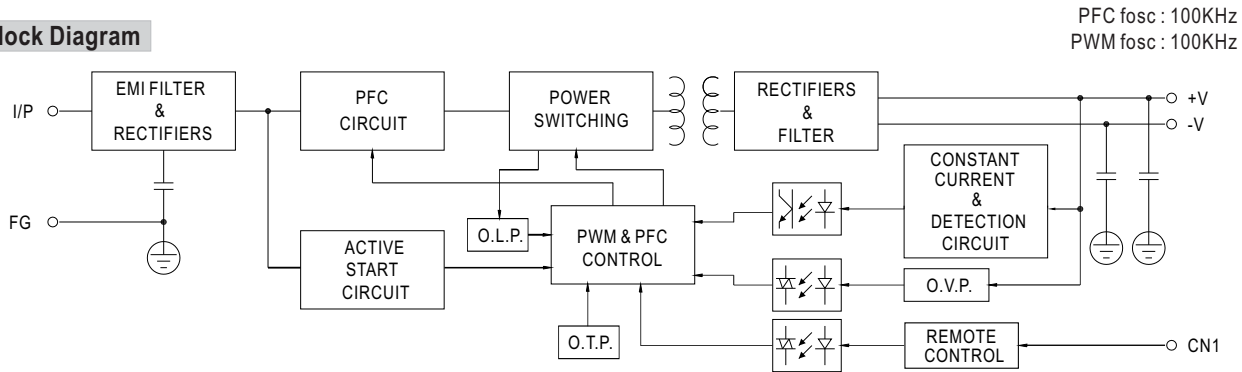 PFC fosc : 100KHz
PWM fosc : 100KHz
lock Diagram
I/P
EMI FILTER
&
RECTIFIERS
PFC
CIRCUIT
POWER
SWITCHING
RECTIFIERS
&
FILTER
+V
-V
FG
ACTIVE
START
CIRCUIT
O.L.P.
PWM & PFC
CONTROL
O.T.P.
CONSTANT
CURRENT
&
DETECTION
CIRCUIT
O.V.P.
REMOTE
CONTROL
CN1